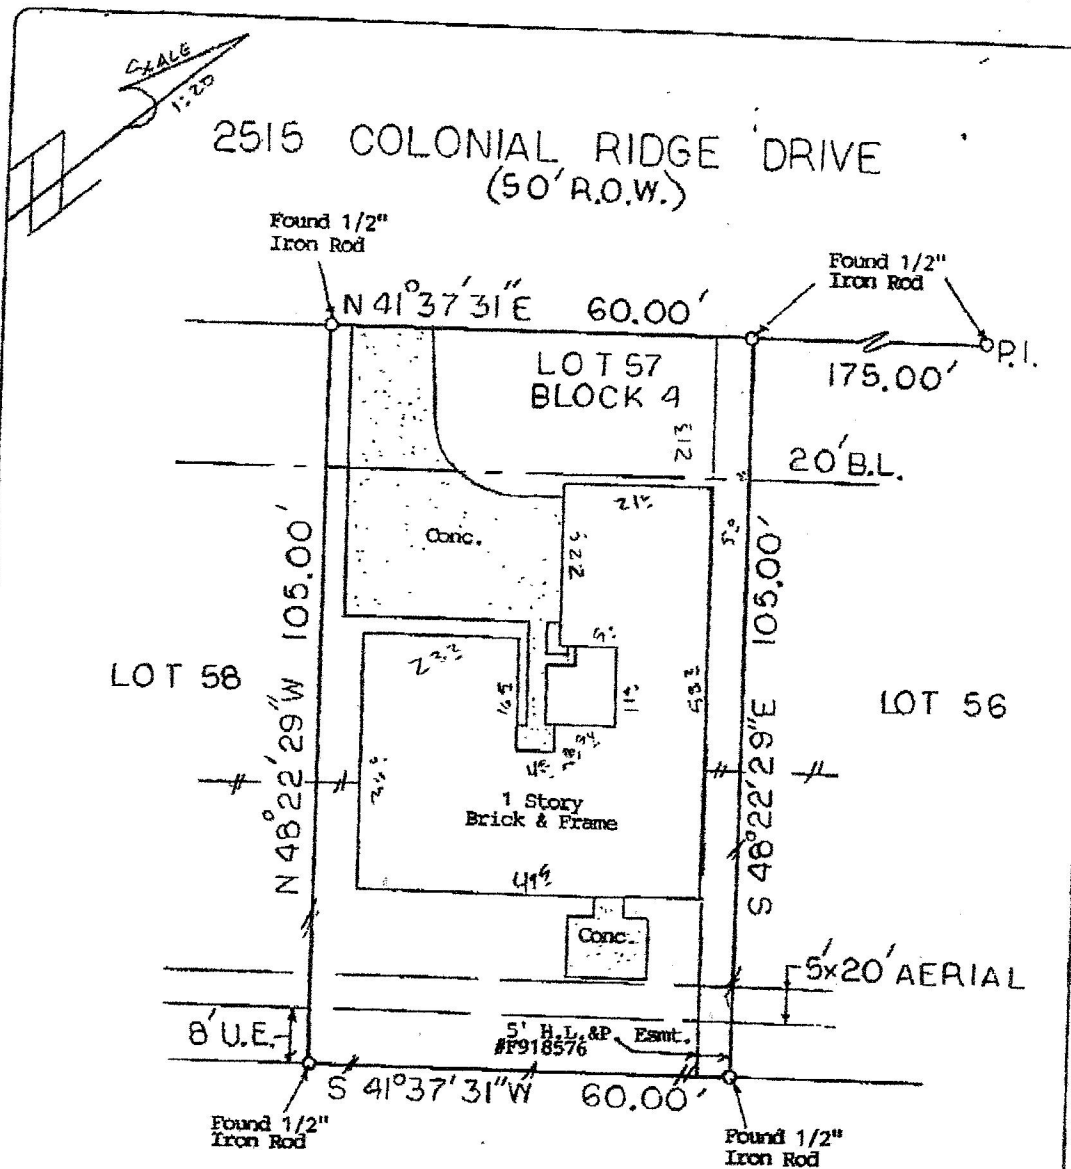 SCALE
1:20
2515 COLONIAL RIDGE DRIVE
(50' R.O.W.)
Found 1/2"
Iron Rod
Found 1/2"
Iron Rod
N 41°37'31"E 60.00'
P.I.
175.00'
LOT 57
BLOCK 4
20' B.L.
Conc.
N 48°22'29"W 105.00'
S 48°22'29"E 105.00'
LOT 58
LOT 56
1 Story
Brick & Frame
Conc.
5'x20' AERIAL
8' U.E.
5' H.L.&P. Esmt.
#F918576
S 41°37'31"W 60.00'
Found 1/2"
Iron Rod
Found 1/2"
Iron Rod